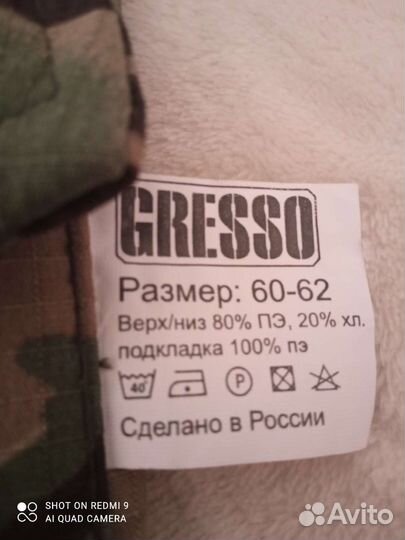 GRESSO
Размер: 60-62
Верх/низ 80% ПЭ, 20% хл.
подкладка 100% пэ
40° P
Сделано в России
SHOT ON REDMI 9
AI QUAD CAMERA
Avito